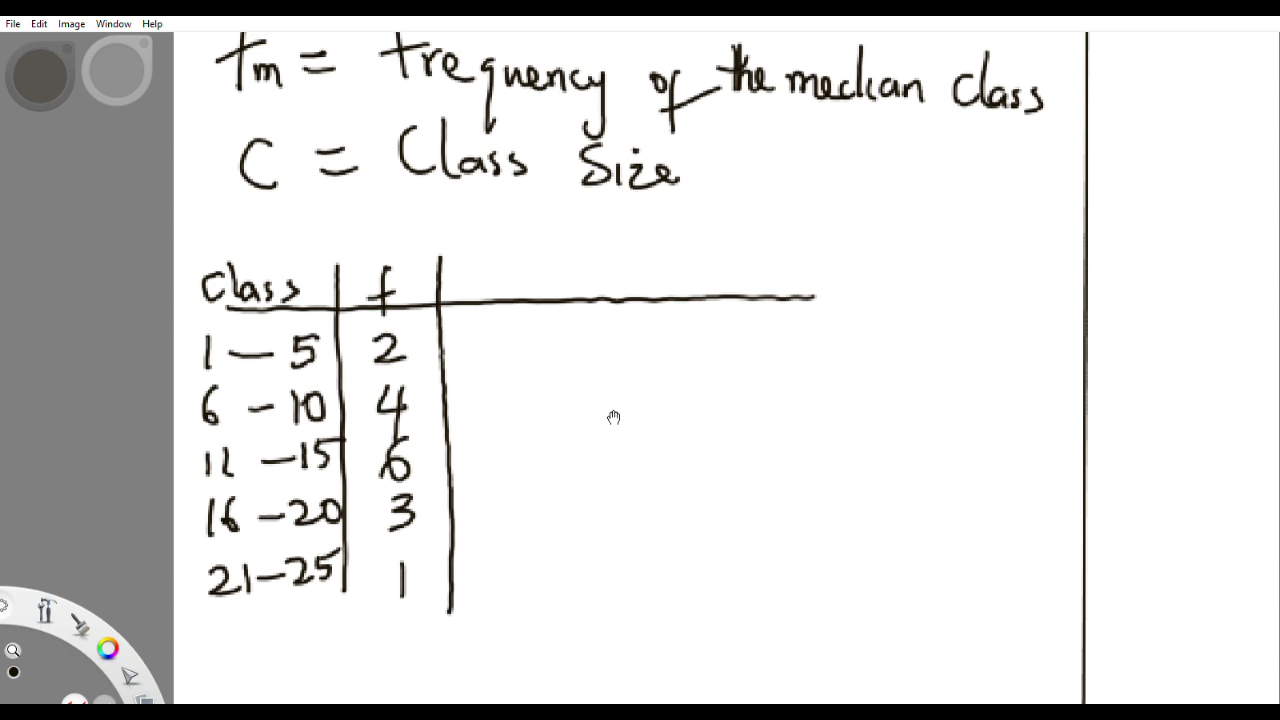 File Edit Image Window Help
fm = frequency of the median class
C = Class Size
Class f
1 – 5 2
6 – 10 4
11 – 15 6
16 – 20 3
21 – 25 1